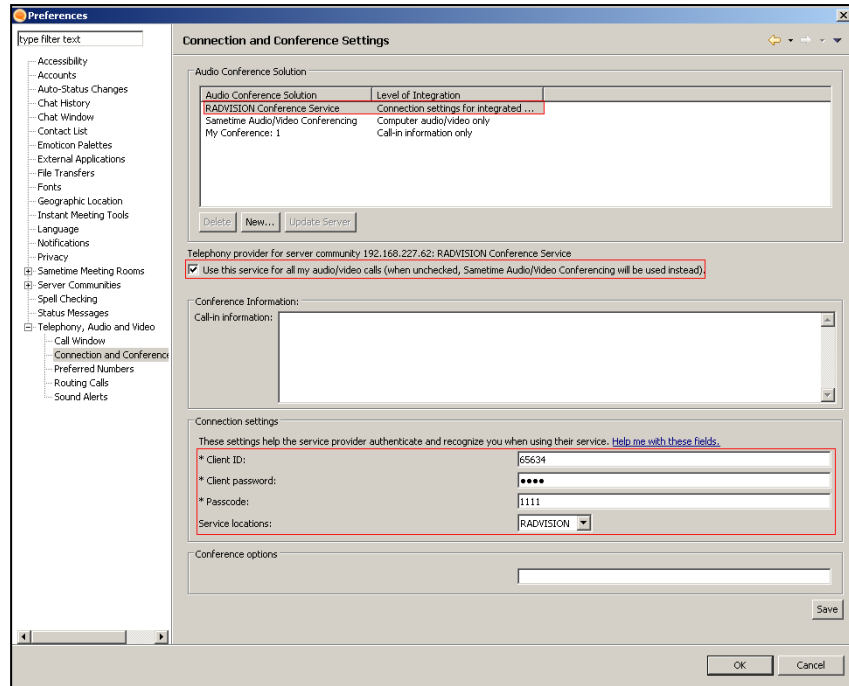 Preferences
type filter text
Accessibility
Accounts
Auto-Status Changes
Chat History
Chat Window
Contact List
Emoticon Palettes
External Applications
File Transfers
Fonts
Geographic Location
Instant Meeting Tools
Language
Notifications
Privacy
Sametime Meeting Rooms
Server Communities
Spell Checking
Status Messages
Telephony, Audio and Video
Call Window
Connection and Conference
Preferred Numbers
Routing Calls
Sound Alerts
Connection and Conference Settings
Audio Conference Solution
Audio Conference Solution Level of Integration
RADVISION Conference Service Connection settings for integrated ...
Sametime Audio/Video Conferencing Computer audio/video only
My Conference: 1 Call-in information only
Delete New... Update Server
Telephony provider for server community 192.168.227.62: RADVISION Conference Service
Use this service for all my audio/video calls (when unchecked, Sametime Audio/Video Conferencing will be used instead).
Conference Information:
Call-in information:
Connection settings
These settings help the service provider authenticate and recognize you when using their service. Help me with these fields.
* Client ID: 65634
* Client password: ●●●●
* Passcode: 1111
Service locations: RADVISION
Conference options
Save
OK Cancel